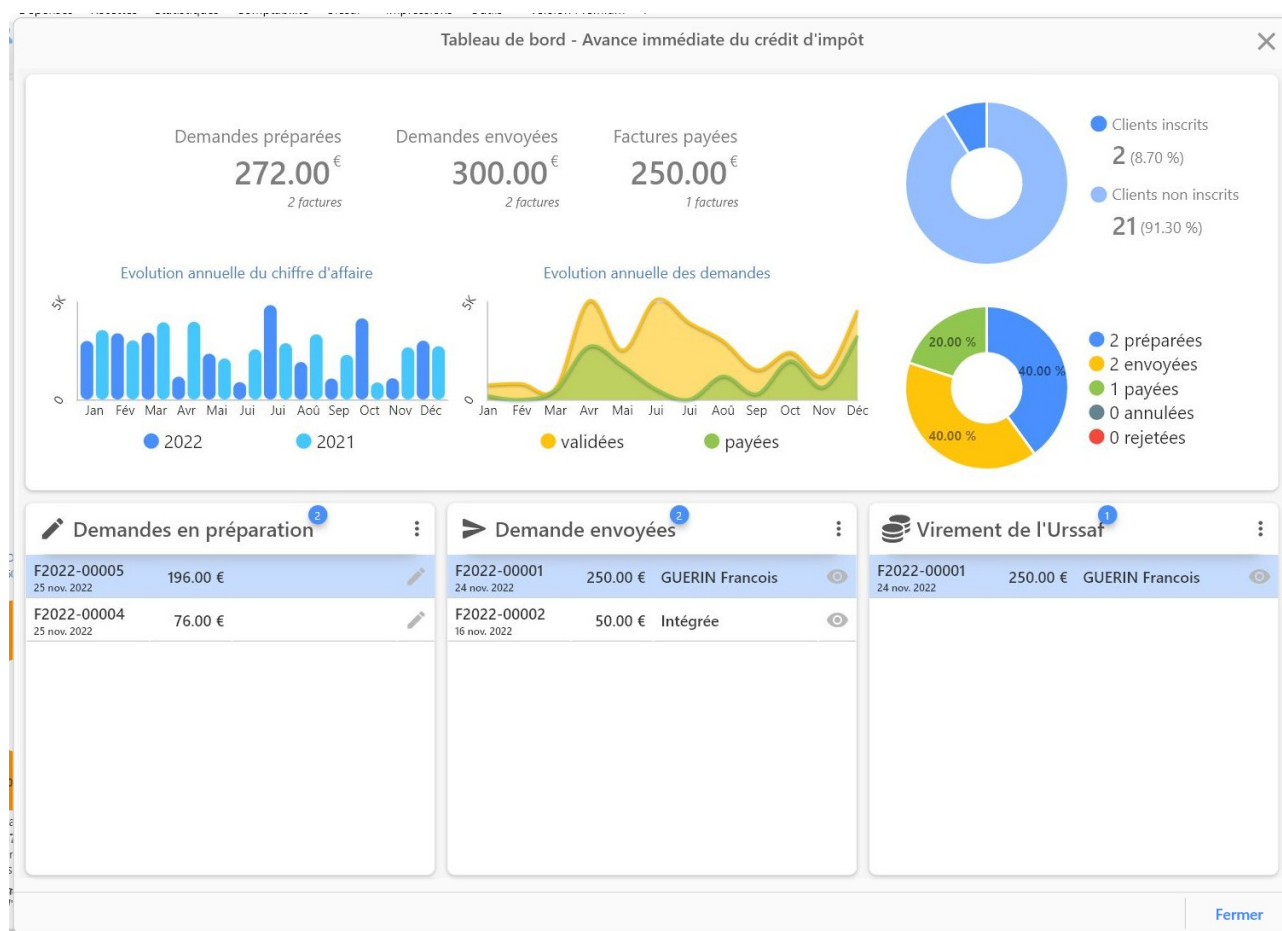 Tableau de bord - Avance immédiate du crédit d'impôt
Demandes préparées
272.00 €
2 factures
Demandes envoyées
300.00 €
2 factures
Factures payées
250.00 €
1 factures
Clients inscrits
2 (8.70 %)
Clients non inscrits
21 (91.30 %)
Evolution annuelle du chiffre d'affaire
5K
0
Jan Fév Mar Avr Mai Jui Jui Aoû Sep Oct Nov Déc
2022 2021
Evolution annuelle des demandes
5K
0
Jan Fév Mar Avr Mai Jui Jui Aoû Sep Oct Nov Déc
validées payées
20.00 %
40.00 %
40.00 %
2 préparées
2 envoyées
1 payées
0 annulées
0 rejetées
Demandes en préparation 2
F2022-00005 196.00 €
25 nov. 2022
F2022-00004 76.00 €
25 nov. 2022
Demande envoyées 2
F2022-00001 250.00 € GUERIN Francois
24 nov. 2022
F2022-00002 50.00 € Intégrée
16 nov. 2022
Virement de l'Urssaf 1
F2022-00001 250.00 € GUERIN Francois
24 nov. 2022
Fermer